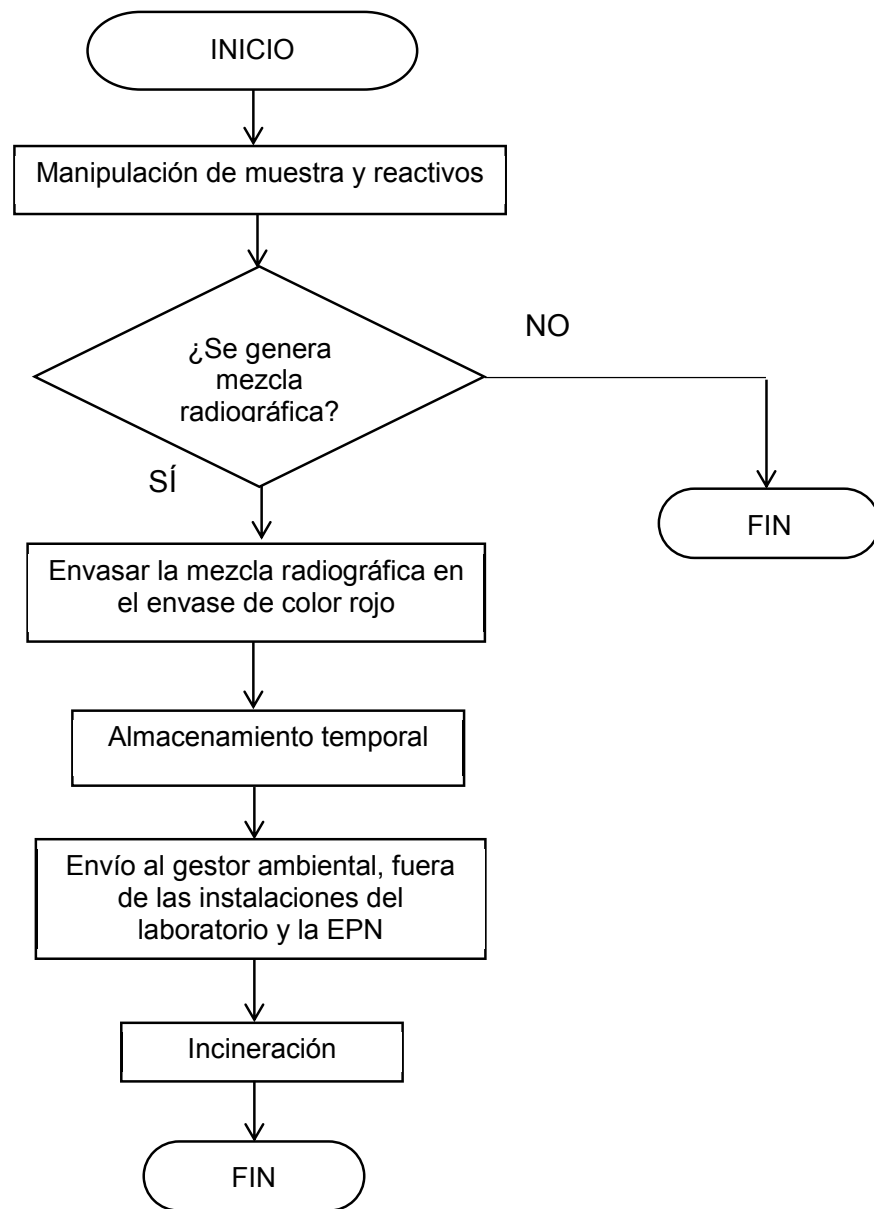 INICIO
Manipulación de muestra y reactivos
¿Se genera
mezcla
radiográfica?
NO
SÍ
FIN
Envasar la mezcla radiográfica en
el envase de color rojo
Almacenamiento temporal
Envío al gestor ambiental, fuera
de las instalaciones del
laboratorio y la EPN
Incineración
FIN